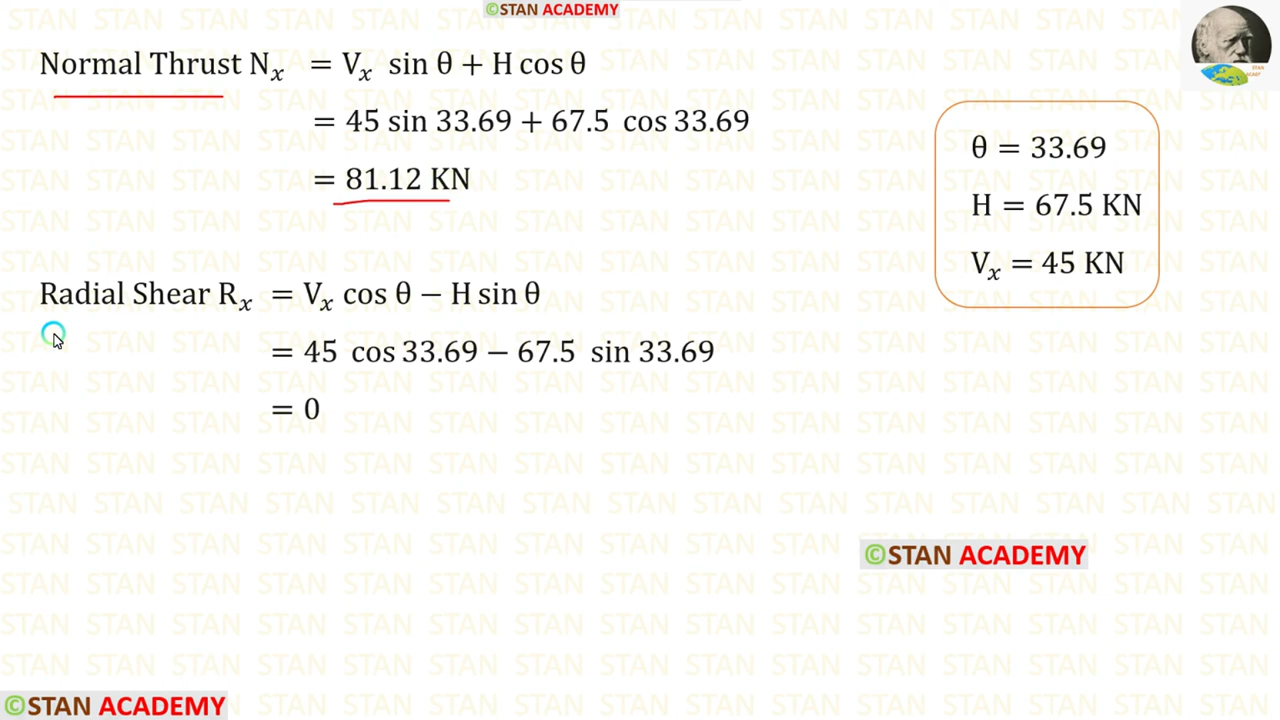 ©STAN ACADEMY
Normal Thrust Nₓ = Vₓ sin θ + H cos θ
= 45 sin 33.69 + 67.5 cos 33.69
= 81.12 KN
Radial Shear Rₓ = Vₓ cos θ − H sin θ
= 45 cos 33.69 − 67.5 sin 33.69
= 0
θ = 33.69
H = 67.5 KN
Vₓ = 45 KN
©STAN ACADEMY
©STAN ACADEMY